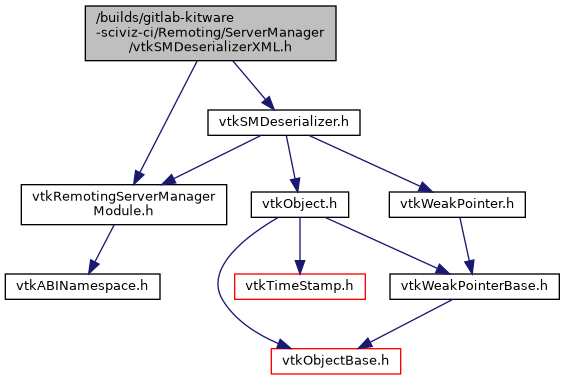 /builds/gitlab-kitware
-sciviz-ci/Remoting/ServerManager
/vtkSMDeserializerXML.h
vtkSMDeserializer.h
vtkRemotingServerManager
Module.h
vtkObject.h
vtkWeakPointer.h
vtkABINamespace.h
vtkTimeStamp.h
vtkWeakPointerBase.h
vtkObjectBase.h